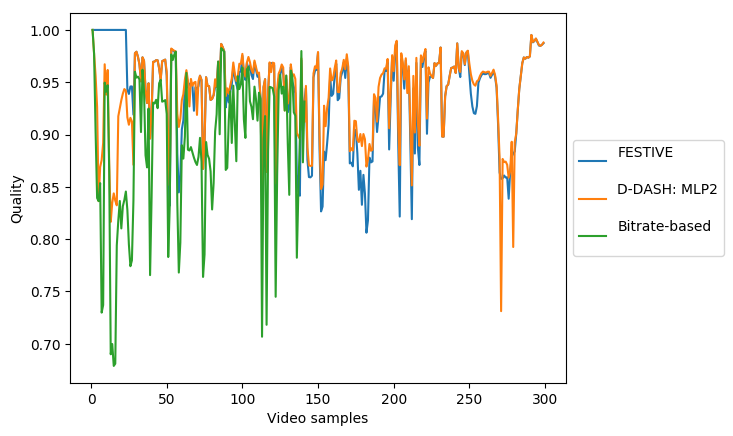 1.00
0.95
0.90
0.85
0.80
0.75
0.70
Quality
0 50 100 150 200 250 300
Video samples
FESTIVE
D-DASH: MLP2
Bitrate-based